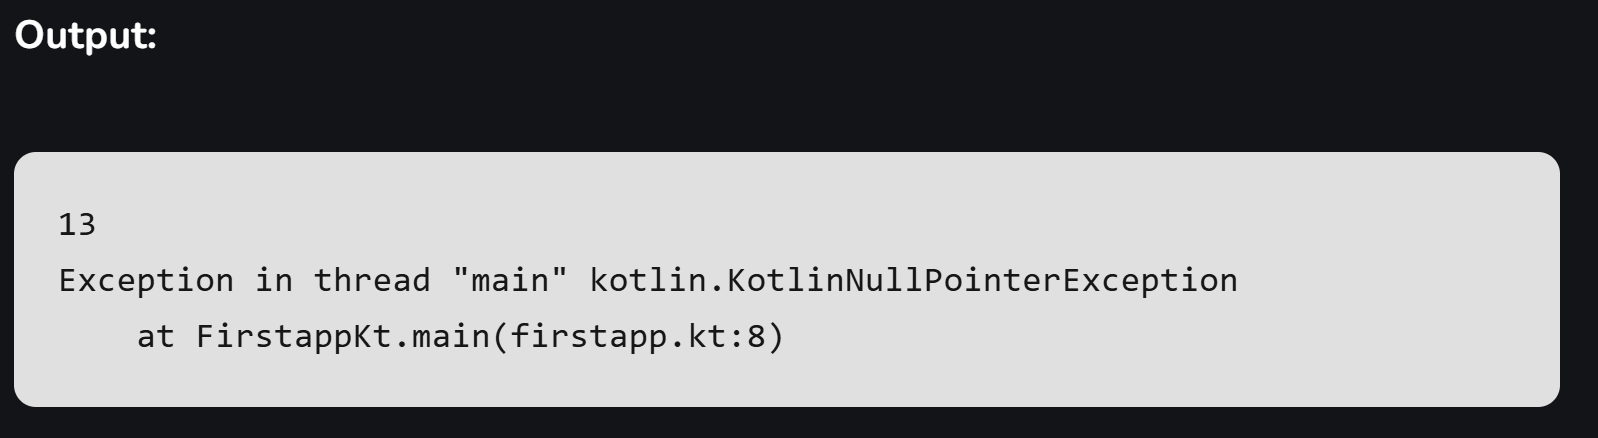 Output:
13
Exception in thread "main" kotlin.KotlinNullPointerException
    at FirstappKt.main(firstapp.kt:8)